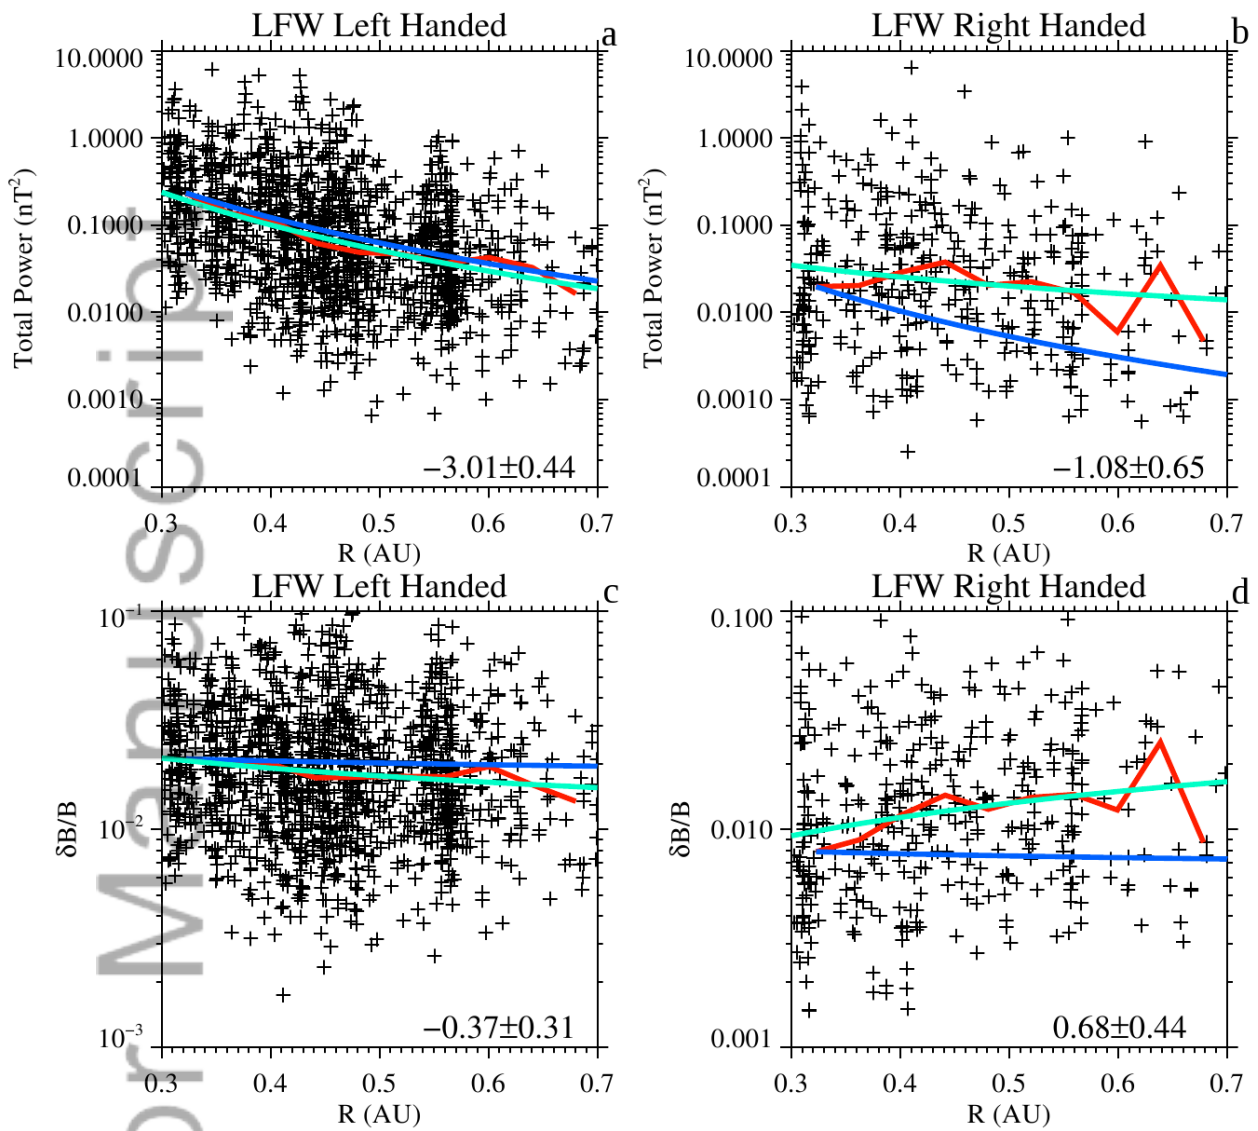 LFW Left Handed
a
10.0000
1.0000
0.1000
0.0100
0.0010
0.0001
Total Power (nT²)
−3.01±0.44
0.3 0.4 0.5 0.6 0.7
R (AU)
LFW Right Handed
b
10.0000
1.0000
0.1000
0.0100
0.0010
0.0001
Total Power (nT²)
−1.08±0.65
0.3 0.4 0.5 0.6 0.7
R (AU)
LFW Left Handed
c
10⁻¹
10⁻²
10⁻³
δB/B
−0.37±0.31
0.3 0.4 0.5 0.6 0.7
R (AU)
LFW Right Handed
d
0.100
0.010
0.001
δB/B
0.68±0.44
0.3 0.4 0.5 0.6 0.7
R (AU)
or Manuscript